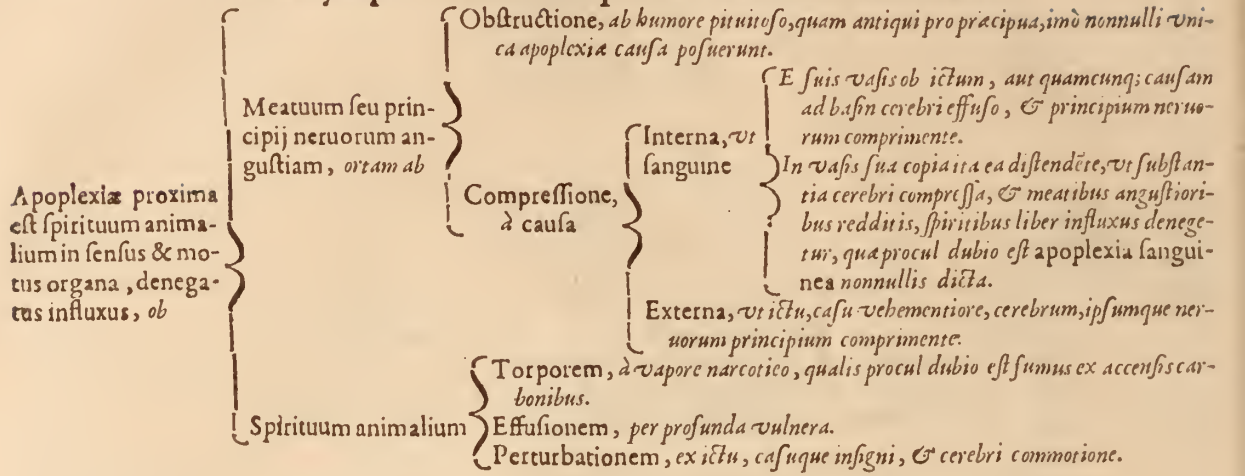 Obſtructione, ab humore pituitoſo, quam antiqui pro præcipua, imò nonnulli vni-
ca apoplexiæ cauſa poſuerunt.
Meatuum ſeu prin-
cipij neruorum an-
guſtiam, ortam ab
Compreſſione,
à cauſa
Interna, vt
ſanguine
E ſuis vaſis ob ictum, aut quamcunq; cauſam
ad baſin cerebri effuſo, & principium neruo-
rum comprimente.
In vaſis ſua copia ita ea diſtendēte, vt ſubſtan-
tia cerebri compreſſa, & meatibus anguſtiori-
bus redditis, ſpiritibus liber influxus denege-
tur, quæ procul dubio eſt apoplexia ſangui-
nea nonnullis dicta.
Externa, vt ictu, caſu vehementiore, cerebrum, ipſumque ner-
uorum principium comprimente.
Apoplexiæ proxima
eſt ſpirituum anima-
lium in ſenſus & mo-
tus organa, denega-
tus influxus, ob
Spirituum animalium
Torporem, à vapore narcotico, qualis procul dubio eſt fumus ex accenſis car-
bonibus.
Effuſionem, per profunda vulnera.
Perturbationem, ex ictu, caſuque inſigni, & cerebri commotione.